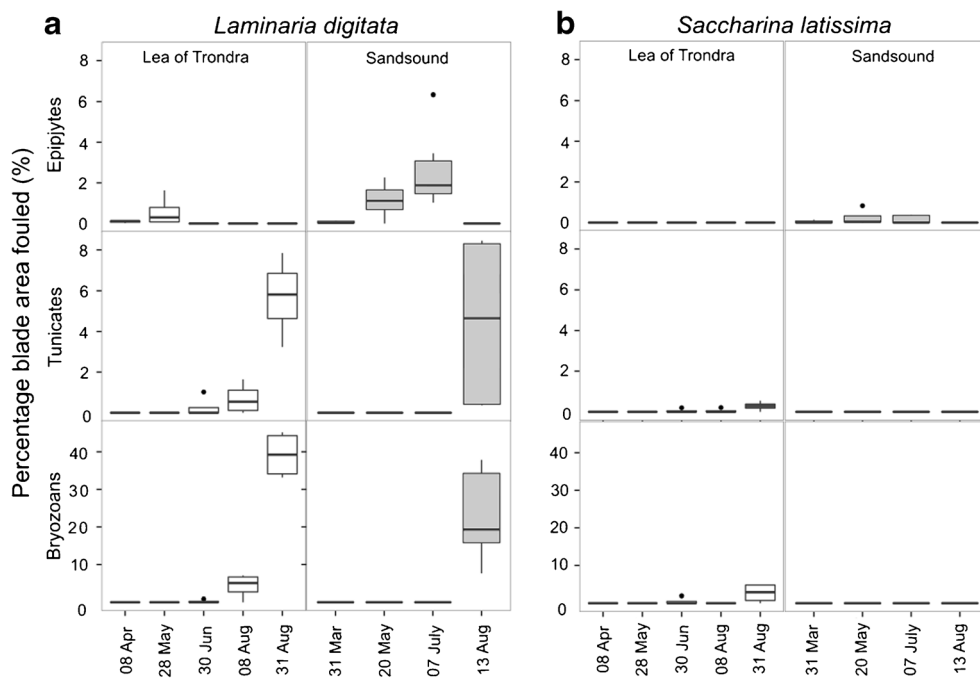 a Laminaria digitata
b Saccharina latissima
Lea of Trondra Sandsound
Lea of Trondra Sandsound
Percentage blade area fouled (%)
Epipjytes
8
6
4
2
0
8
6
4
2
0
Tunicates
8
6
4
2
0
8
6
4
2
0
Bryozoans
40
30
20
10
0
40
30
20
10
0
08 Apr
28 May
30 Jun
08 Aug
31 Aug
31 Mar
20 May
07 July
13 Aug
08 Apr
28 May
30 Jun
08 Aug
31 Aug
31 Mar
20 May
07 July
13 Aug